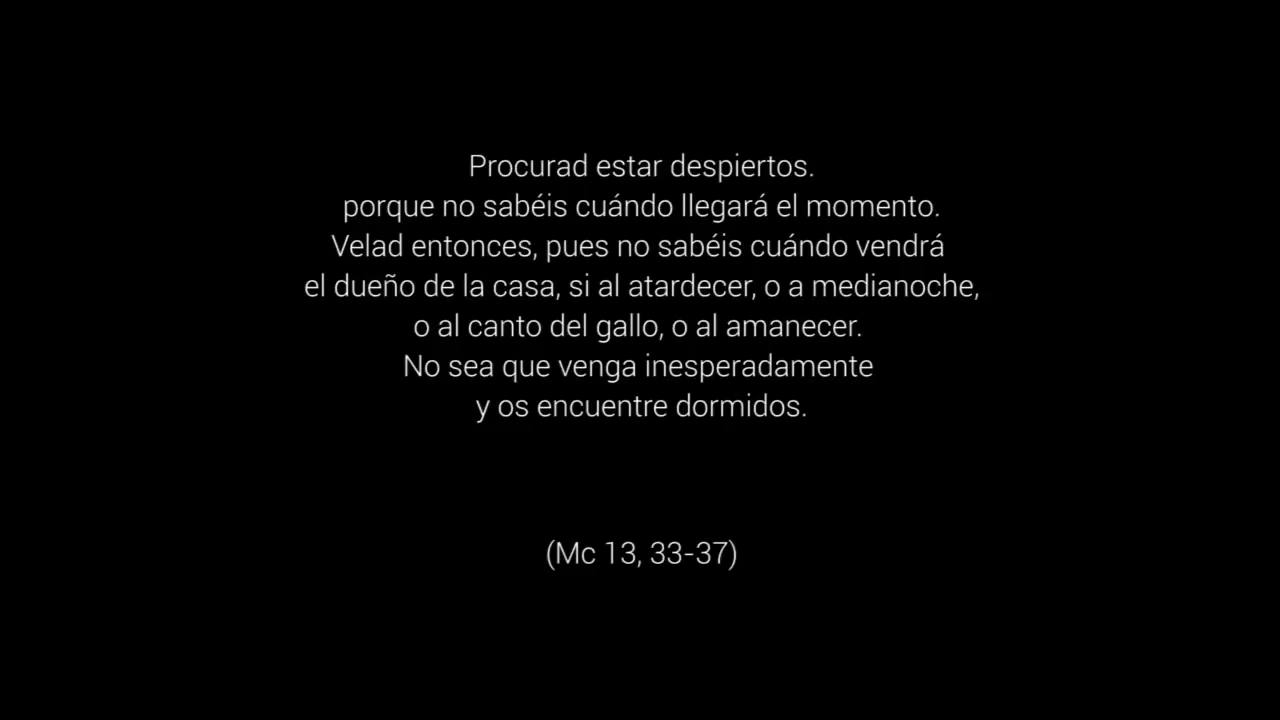 Procurad estar despiertos.
porque no sabéis cuándo llegará el momento.
Velad entonces, pues no sabéis cuándo vendrá
el dueño de la casa, si al atardecer, o a medianoche,
o al canto del gallo, o al amanecer.
No sea que venga inesperadamente
y os encuentre dormidos.
(Mc 13, 33-37)